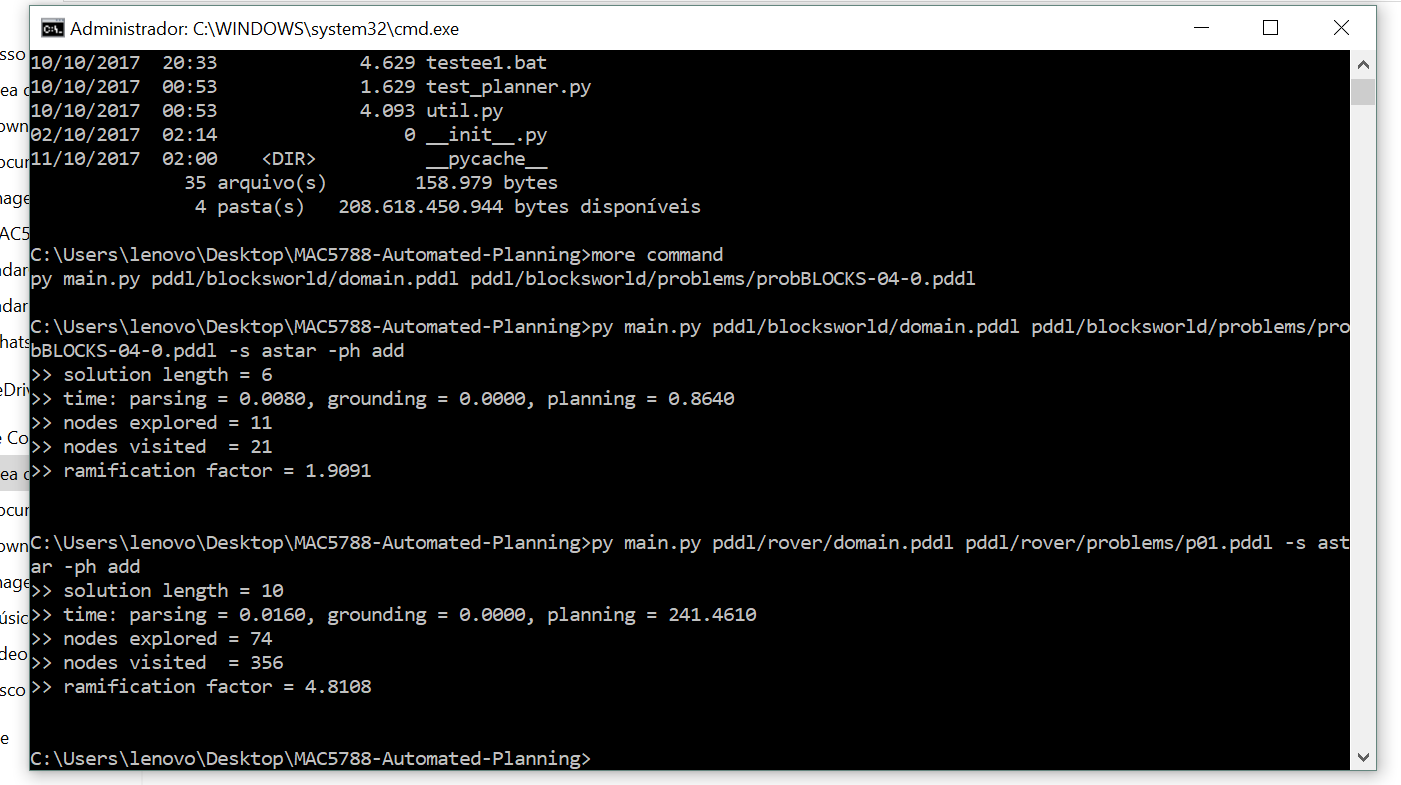 Administrador: C:\WINDOWS\system32\cmd.exe
10/10/2017  20:33             4.629 testee1.bat
10/10/2017  00:53             1.629 test_planner.py
10/10/2017  00:53             4.093 util.py
02/10/2017  02:14                 0 __init__.py
11/10/2017  02:00    <DIR>          __pycache__
              35 arquivo(s)        158.979 bytes
               4 pasta(s)   208.618.450.944 bytes disponíveis
C:\Users\lenovo\Desktop\MAC5788-Automated-Planning>more command
py main.py pddl/blocksworld/domain.pddl pddl/blocksworld/problems/probBLOCKS-04-0.pddl
C:\Users\lenovo\Desktop\MAC5788-Automated-Planning>py main.py pddl/blocksworld/domain.pddl pddl/blocksworld/problems/pro
bBLOCKS-04-0.pddl -s astar -ph add
>> solution length = 6
>> time: parsing = 0.0080, grounding = 0.0000, planning = 0.8640
>> nodes explored = 11
>> nodes visited  = 21
>> ramification factor = 1.9091
C:\Users\lenovo\Desktop\MAC5788-Automated-Planning>py main.py pddl/rover/domain.pddl pddl/rover/problems/p01.pddl -s ast
ar -ph add
>> solution length = 10
>> time: parsing = 0.0160, grounding = 0.0000, planning = 241.4610
>> nodes explored = 74
>> nodes visited  = 356
>> ramification factor = 4.8108
C:\Users\lenovo\Desktop\MAC5788-Automated-Planning>